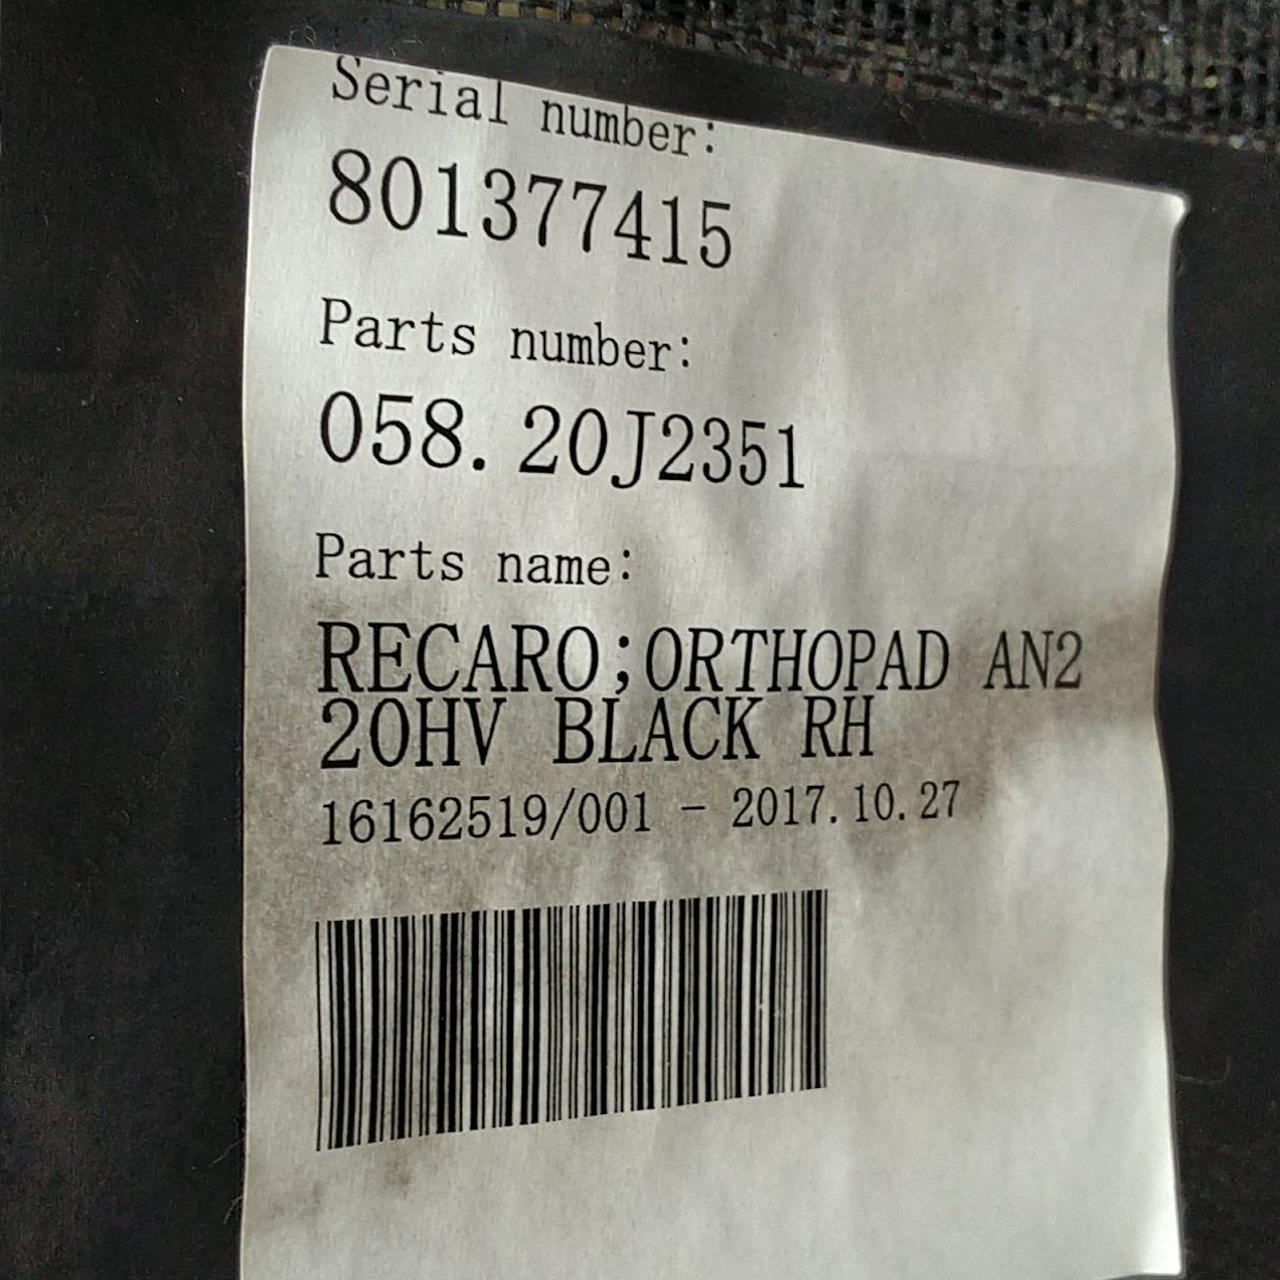 Serial number:
801377415
Parts number:
058. 20J2351
Parts name:
RECARO;ORTHOPAD AN2
20HV BLACK RH
16162519/001 - 2017.10.27